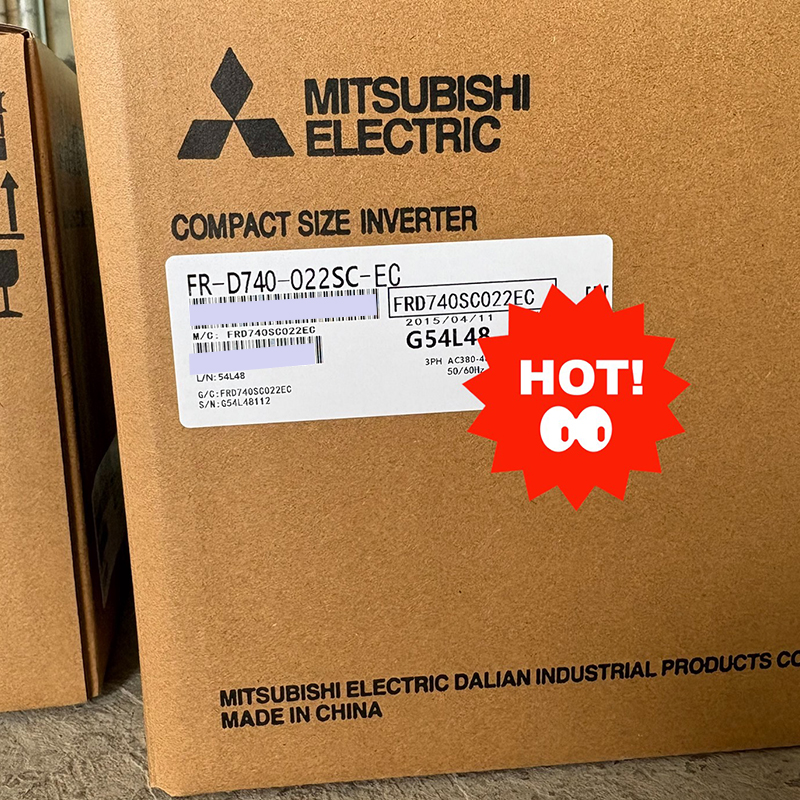 MITSUBISHI
ELECTRIC
COMPACT SIZE INVERTER
FR-D740-022SC-EC
FRD740SC022EC
2015/04/11
M/C: FRD740SC022EC
G54L48
3PH AC380-4
50/60Hz
L/N: 54L48
G/C:FRD740SC022EC
S/N:G54L48112
HOT!
MITSUBISHI ELECTRIC DALIAN INDUSTRIAL PRODUCTS CO
MADE IN CHINA